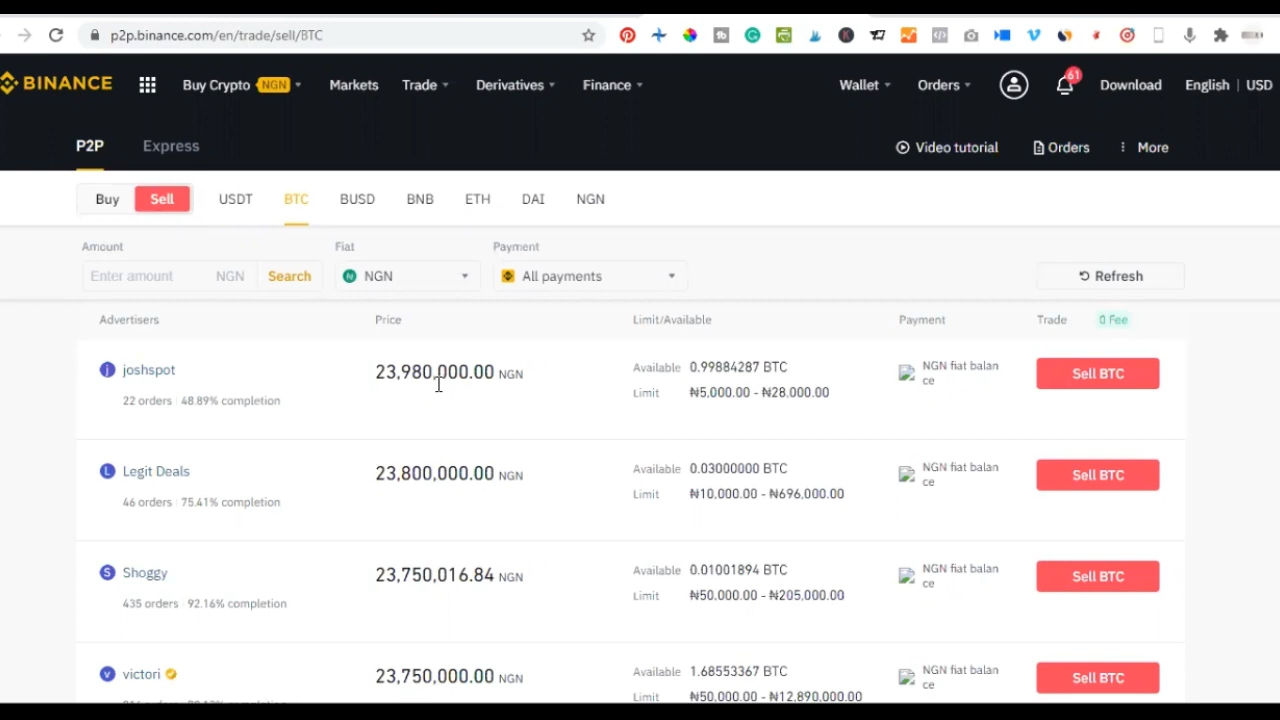 p2p.binance.com/en/trade/sell/BTC
BINANCE Buy Crypto NGN Markets Trade Derivatives Finance Wallet Orders 61 Download English | USD
P2P Express Video tutorial Orders More
Buy Sell USDT BTC BUSD BNB ETH DAI NGN
Amount Fiat Payment
Enter amount NGN Search NGN All payments Refresh
Advertisers Price Limit/Available Payment Trade 0 Fee
j joshspot 23,980,000.00 NGN Available 0.99884287 BTC NGN fiat balan
ce Sell BTC
22 orders | 48.89% completion Limit ₦5,000.00 - ₦28,000.00
L Legit Deals 23,800,000.00 NGN Available 0.03000000 BTC NGN fiat balan
ce Sell BTC
46 orders | 75.41% completion Limit ₦10,000.00 - ₦696,000.00
S Shoggy 23,750,016.84 NGN Available 0.01001894 BTC NGN fiat balan
ce Sell BTC
435 orders | 92.16% completion Limit ₦50,000.00 - ₦205,000.00
v victori 23,750,000.00 NGN Available 1.68553367 BTC NGN fiat balan
ce Sell BTC
Limit ₦50,000.00 - ₦12,890,000.00